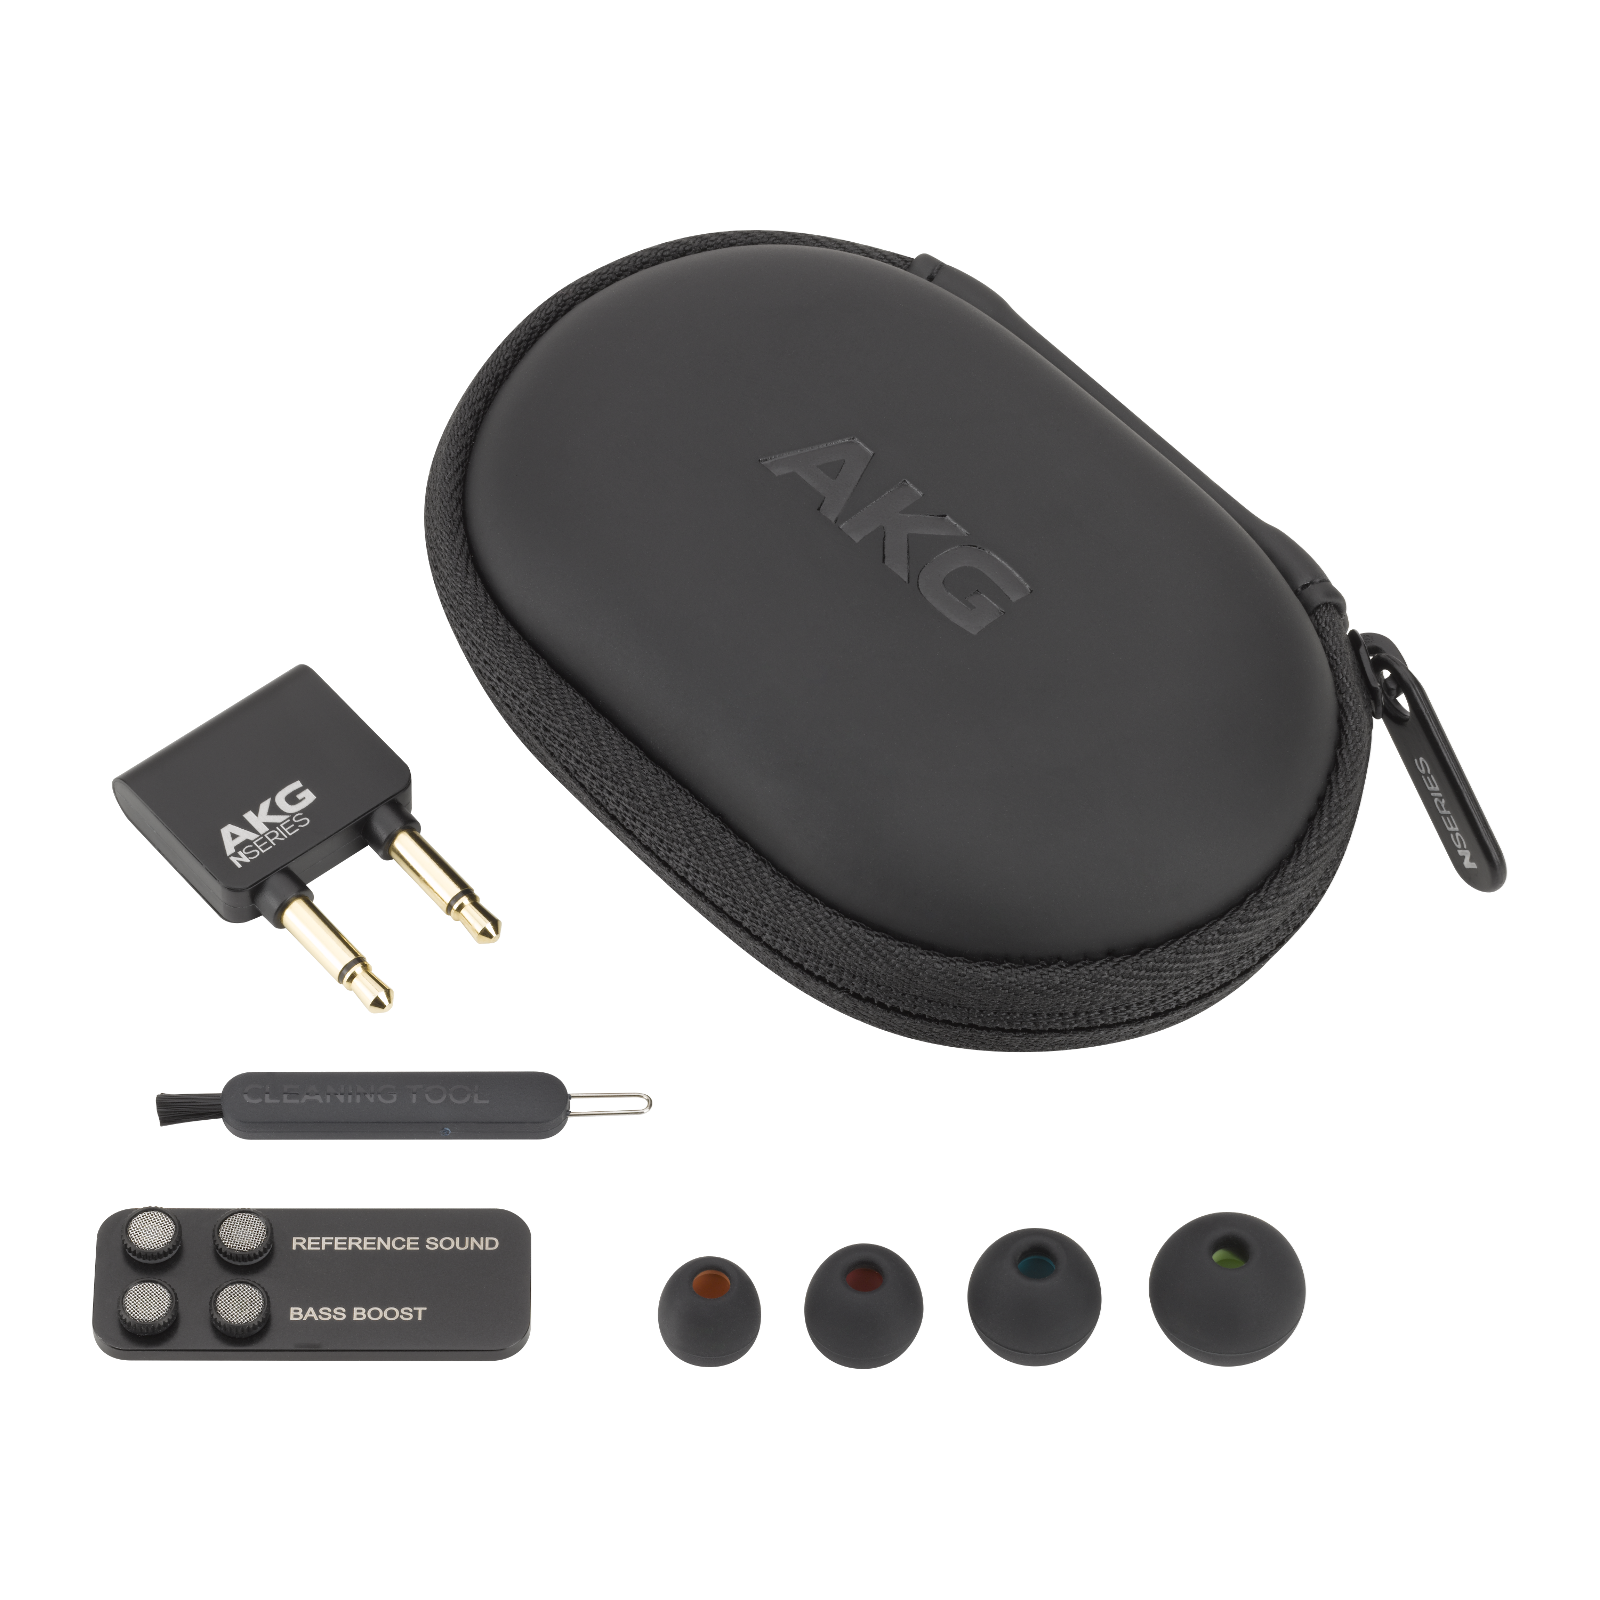 AKG
NSERIES
AKG
NSERIES
CLEANING TOOL
REFERENCE SOUND
BASS BOOST